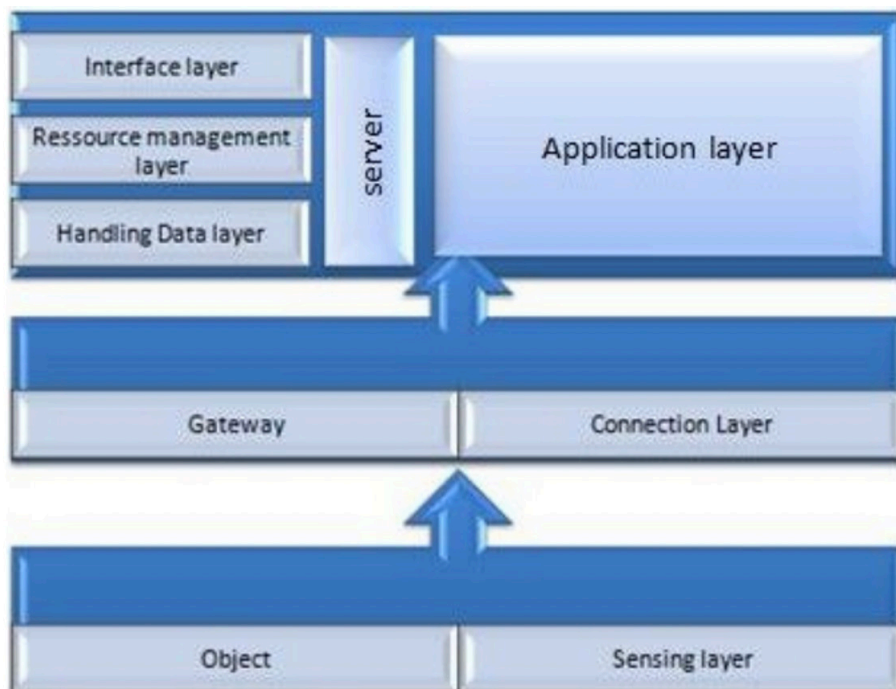 Interface layer
Ressource management
layer
Handling Data layer
server
Application layer
Gateway
Connection Layer
Object
Sensing layer